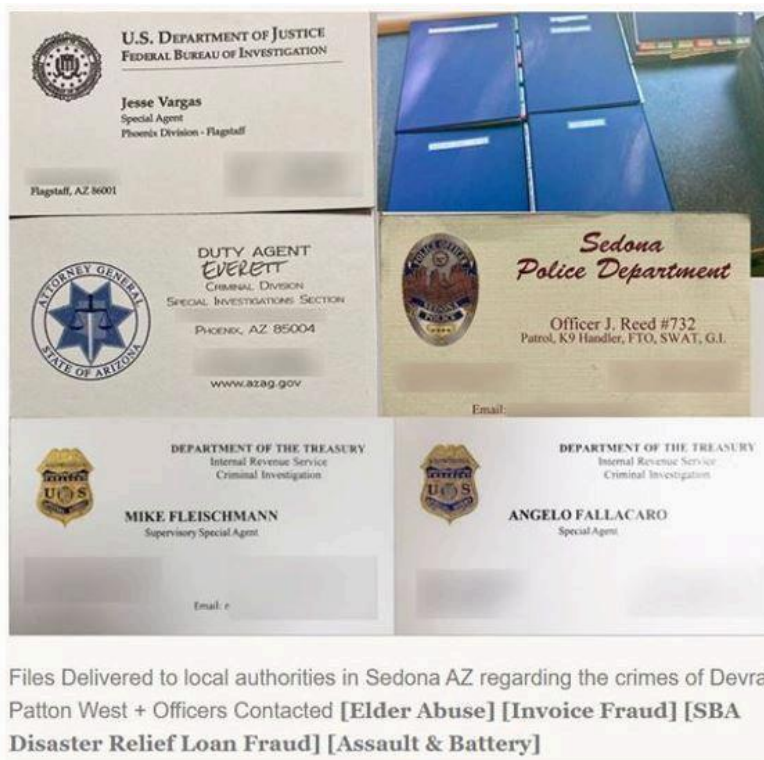 U.S. DEPARTMENT OF JUSTICE
FEDERAL BUREAU OF INVESTIGATION
Jesse Vargas
Special Agent
Phoenix Division - Flagstaff
Flagstaff, AZ 86001
DUTY AGENT
EVERETT
CRIMINAL DIVISION
SPECIAL INVESTIGATIONS SECTION
PHOENIX, AZ 85004
www.azag.gov
ATTORNEY GENERAL
STATE OF ARIZONA
POLICE OFFICER
SEDONA
POLICE
Sedona
Police Department
Officer J. Reed #732
Patrol, K9 Handler, FTO, SWAT, G.I.
Email:
U S
DEPARTMENT OF THE TREASURY
Internal Revenue Service
Criminal Investigation
MIKE FLEISCHMANN
Supervisory Special Agent
Email: e
U S
DEPARTMENT OF THE TREASURY
Internal Revenue Service
Criminal Investigation
ANGELO FALLACARO
Special Agent
Files Delivered to local authorities in Sedona AZ regarding the crimes of Devra
Patton West + Officers Contacted [Elder Abuse] [Invoice Fraud] [SBA
Disaster Relief Loan Fraud] [Assault & Battery]